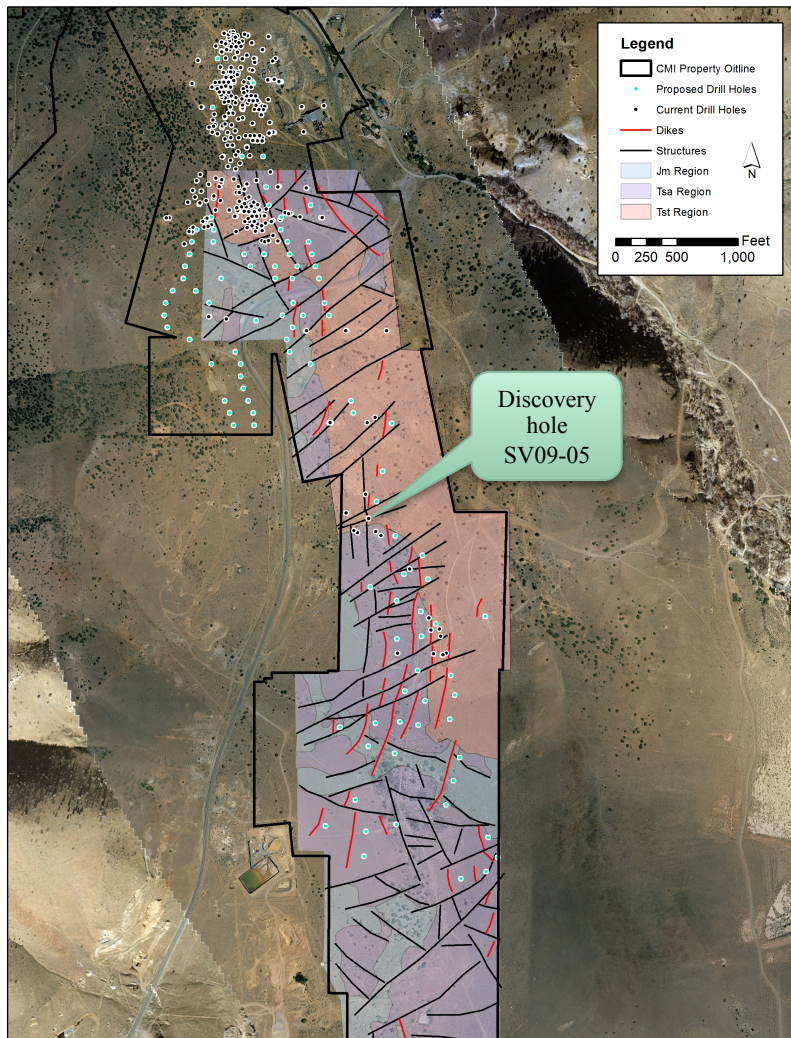 Legend
CMI Property Oitline
Proposed Drill Holes
Current Drill Holes
Dikes
Structures
Jm Region
Tsa Region
Tst Region
N
Feet
0 250 500 1,000
Discovery
hole
SV09-05